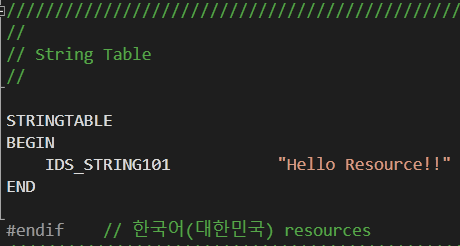 /////////////////////////////////////////////////
//
// String Table
//
STRINGTABLE
BEGIN
IDS_STRING101 "Hello Resource!!"
END
#endif // 한국어(대한민국) resources